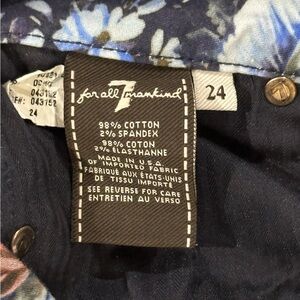 for all 7 mankind
24
98% COTTON
2% SPANDEX
98% COTON
2% ELASTHANNE
MADE IN U.S.A.
OF IMPORTED FABRIC
FABRIQUÉ AUX ÉTATS-UNIS
DE TISSU IMPORTÉ
SEE REVERSE FOR CARE
ENTRETIEN AU VERSO
24